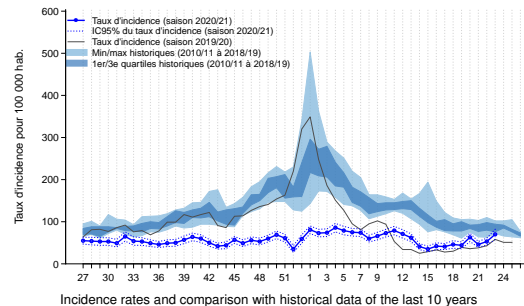 600
500
400
300
200
100
0
Taux d'incidence pour 100 000 hab.
Taux d'incidence (saison 2020/21)
IC95% du taux d'incidence (saison 2020/21)
Taux d'incidence (saison 2019/20)
Min/max historiques (2010/11 à 2018/19)
1er/3e quartiles historiques (2010/11 à 2018/19)
27 30 33 36 39 42 45 48 51 1 3 5 7 9 12 15 18 21 24
Incidence rates and comparison with historical data of the last 10 years